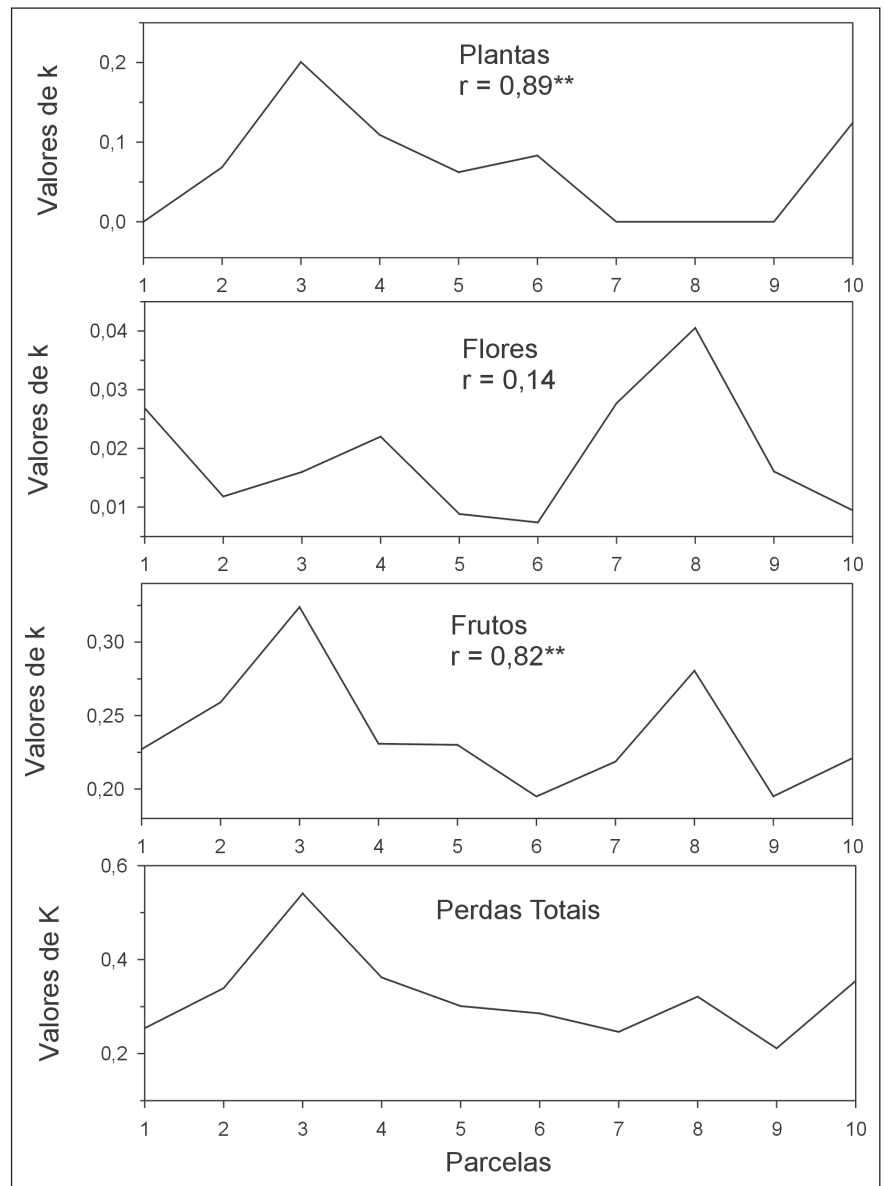 Plantas
r = 0,89**
Valores de k
0,2
0,1
0,0
1 2 3 4 5 6 7 8 9 10
Flores
r = 0,14
Valores de k
0,04
0,03
0,02
0,01
1 2 3 4 5 6 7 8 9 10
Frutos
r = 0,82**
Valores de k
0,30
0,25
0,20
1 2 3 4 5 6 7 8 9 10
Perdas Totais
Valores de K
0,6
0,4
0,2
1 2 3 4 5 6 7 8 9 10
Parcelas